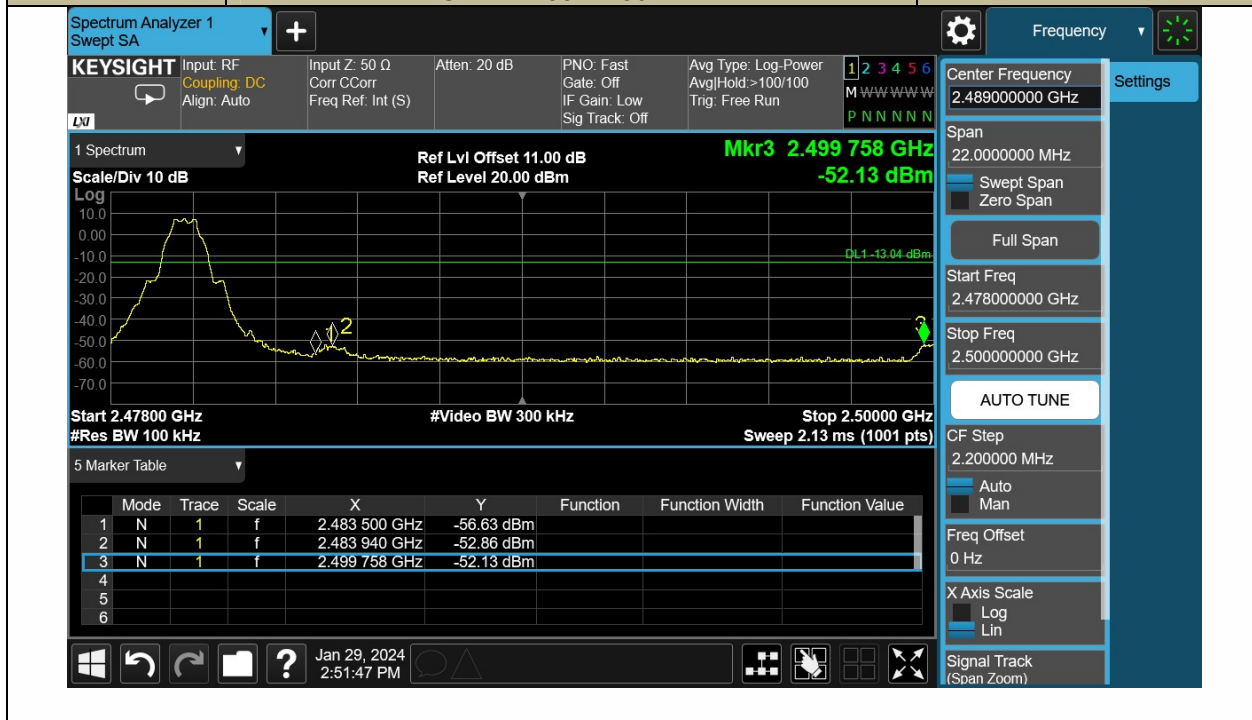 Spectrum Analyzer 1
Swept SA
Frequency
KEYSIGHT
LXI
Input: RF
Coupling: DC
Align: Auto
Input Z: 50 Ω
Corr CCorr
Freq Ref: Int (S)
Atten: 20 dB
PNO: Fast
Gate: Off
IF Gain: Low
Sig Track: Off
Avg Type: Log-Power
Avg|Hold:>100/100
Trig: Free Run
1 2 3 4 5 6
M W W W W W
P N N N N N
1 Spectrum
Scale/Div 10 dB
Ref Lvl Offset 11.00 dB
Ref Level 20.00 dBm
Mkr3 2.499 758 GHz
-52.13 dBm
Log
10.0
0.00
-10.0
-20.0
-30.0
-40.0
-50.0
-60.0
-70.0
DL1 -13.04 dBm
1 2
3
Start 2.47800 GHz
#Video BW 300 kHz
Stop 2.50000 GHz
#Res BW 100 kHz
Sweep 2.13 ms (1001 pts)
5 Marker Table
Mode Trace Scale X Y Function Function Width Function Value
1 N 1 f 2.483 500 GHz -56.63 dBm
2 N 1 f 2.483 940 GHz -52.86 dBm
3 N 1 f 2.499 758 GHz -52.13 dBm
4
5
6
?
Jan 29, 2024
2:51:47 PM
Center Frequency
2.489000000 GHz
Settings
Span
22.0000000 MHz
Swept Span
Zero Span
Full Span
Start Freq
2.478000000 GHz
Stop Freq
2.500000000 GHz
AUTO TUNE
CF Step
2.200000 MHz
Auto
Man
Freq Offset
0 Hz
X Axis Scale
Log
Lin
Signal Track
(Span Zoom)